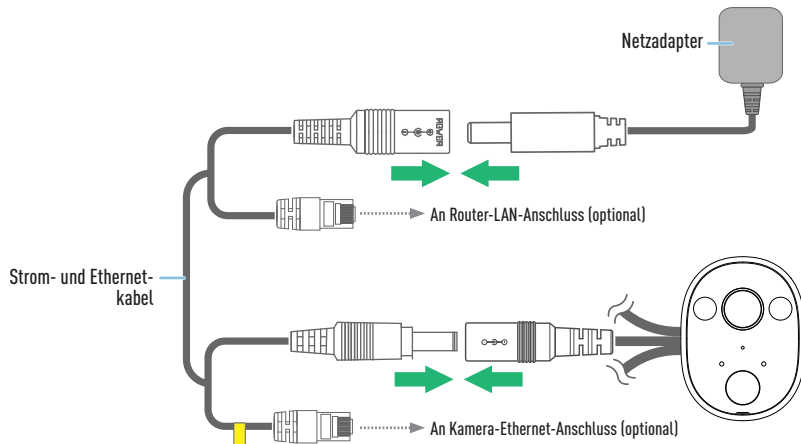 Netzadapter
POWER
An Router-LAN-Anschluss (optional)
Strom- und Ethernet-
kabel
An Kamera-Ethernet-Anschluss (optional)